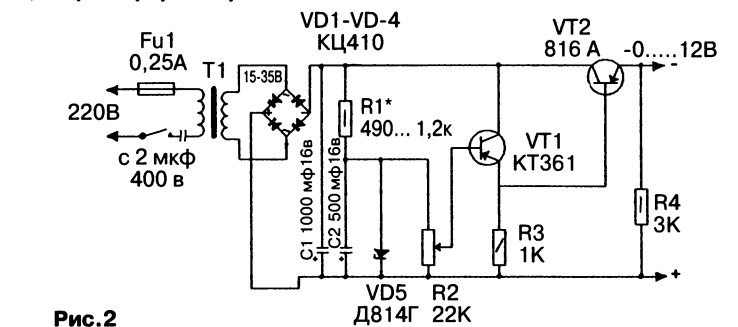 VD1-VD-4
КЦ410
VT2
816 А
-0.....12В
-
Fu1
0,25А
Т1
15-35В
220В
с 2 мкф
400 в
R1*
490... 1,2к
VT1
КТ361
С1 1000 мф16в
С2 500 мф16в
+
+
+
R3
1К
R4
3К
+
VD5
Д814Г
R2
22К
Рис.2